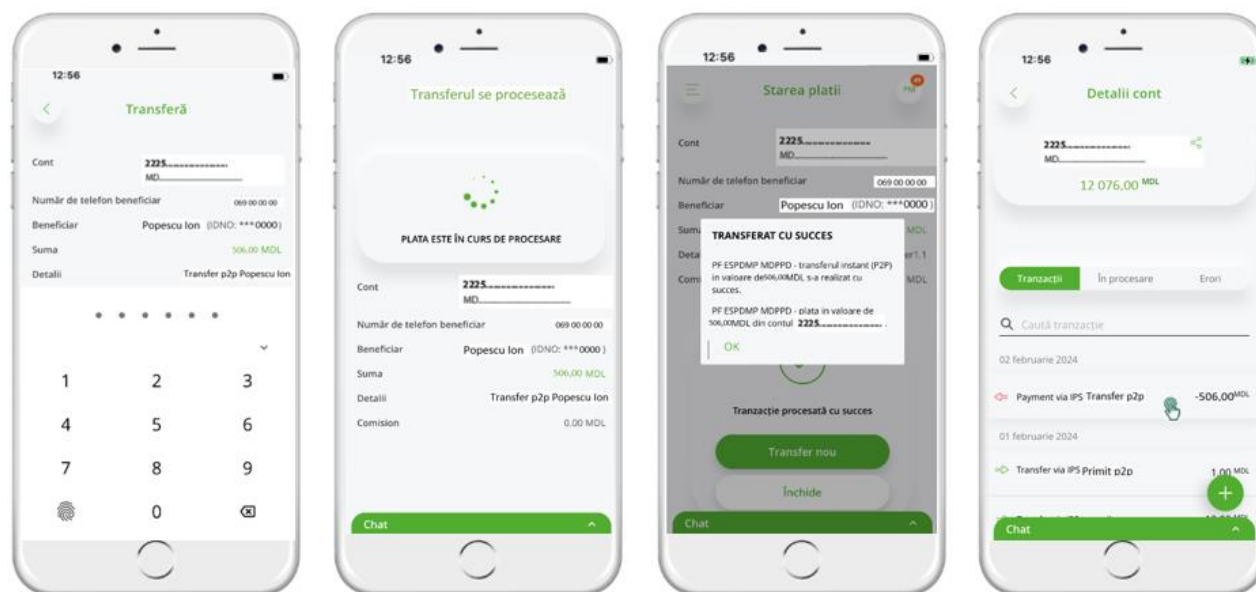 12:56
Transferă
Cont
2225
MD
Număr de telefon beneficiar
069 00 00 00
Beneficiar
Popescu Ion (IDNO: ***0000)
Suma
506,00 MDL
Detalii
Transfer p2p Popescu Ion
1 2 3
4 5 6
7 8 9
0
12:56
Transferul se procesează
PLATA ESTE ÎN CURS DE PROCESARE
Cont
2225
MD
Număr de telefon beneficiar
069 00 00 00
Beneficiar
Popescu Ion (IDNO: ***0000)
Suma
506,00 MDL
Detalii
Transfer p2p Popescu Ion
Comision
0.00 MDL
Chat
12:56
Starea platii
PM
Cont
2225
MD
Număr de telefon beneficiar
069 00 00 00
Beneficiar
Popescu Ion (IDNO: ***0000)
MDL
MDL
TRANSFERAT CU SUCCES
PF ESPDMP MDPPD - transferul instant (P2P)
in valoare de506,00MDL s-a realizat cu
succes.
PF ESPDMP MDPPD - plata in valoare de
506,00MDL din contul 2225 .
OK
Tranzacție procesată cu succes
Transfer nou
Închide
Chat
12:56
Detalii cont
2225
MD
12 076,00 MDL
Tranzacții
În procesare
Erori
Caută tranzacție
02 februarie 2024
Payment via IPS Transfer p2p
-506,00 MDL
01 februarie 2024
Transfer via IPS Primit p2p
1,00 MDL
Chat